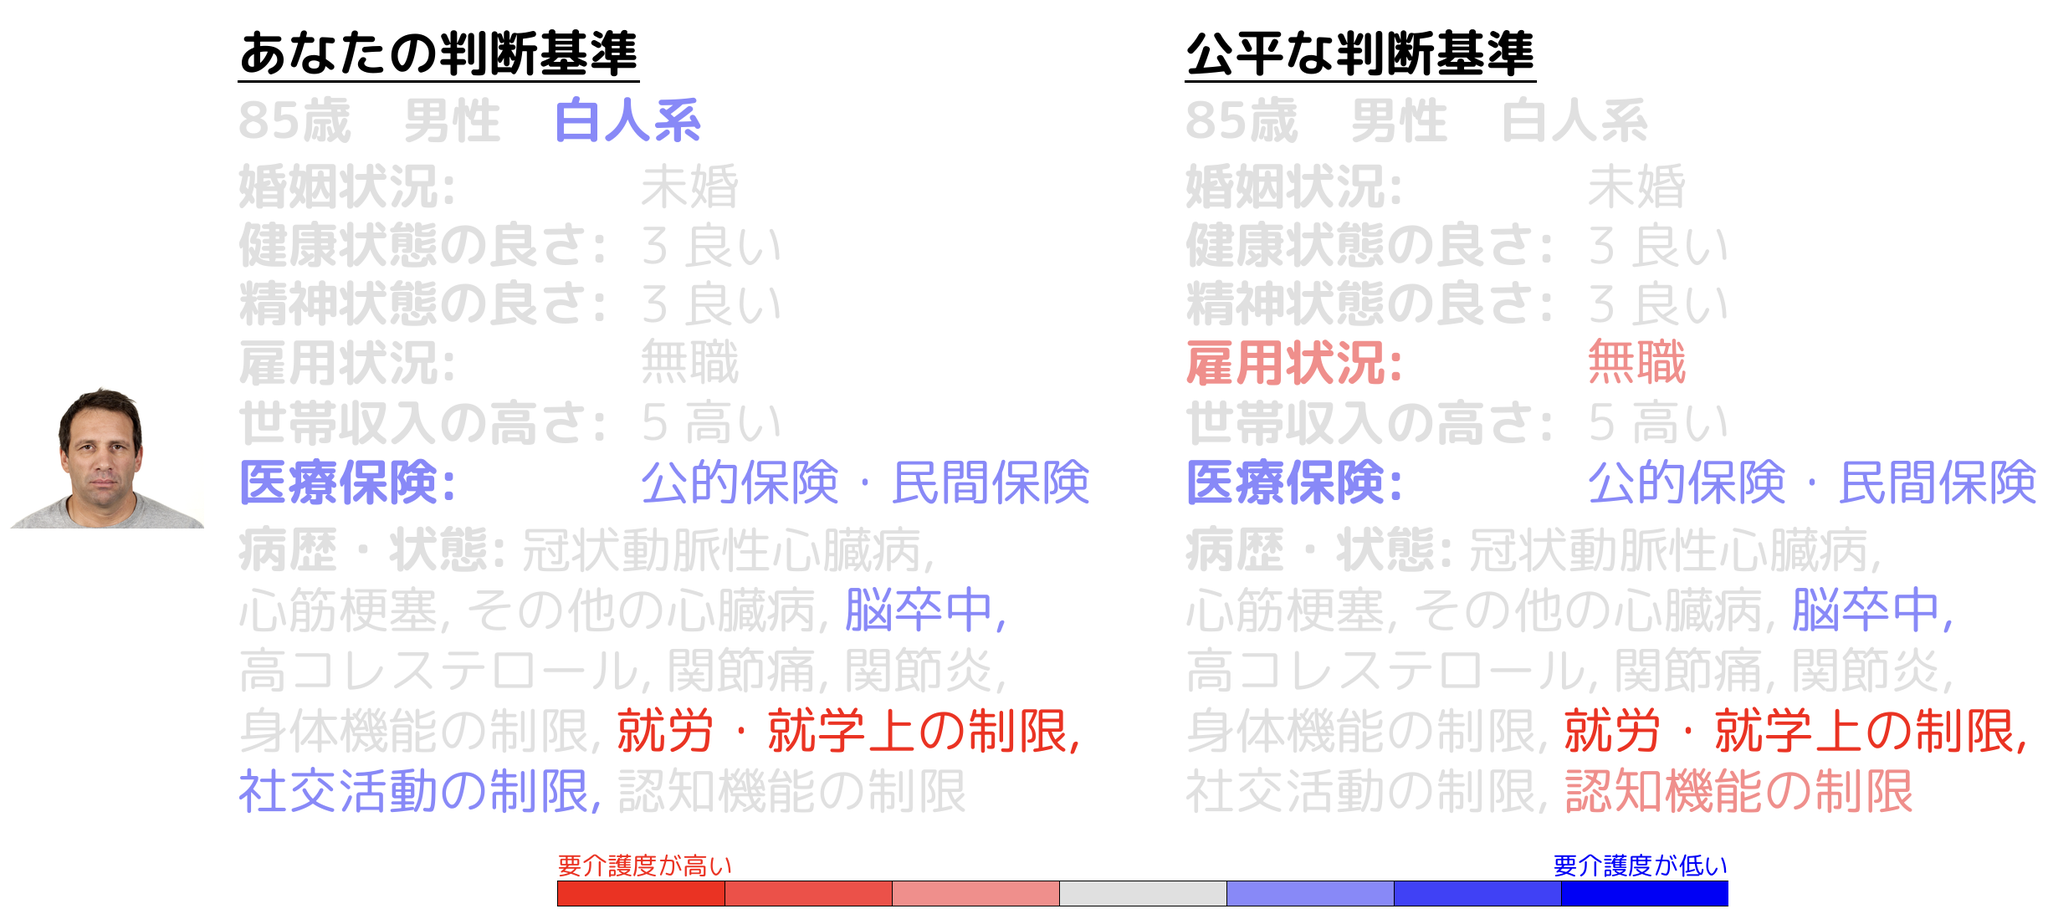 あなたの判断基準
85歳　男性　白人系
婚姻状況: 未婚
健康状態の良さ: 3 良い
精神状態の良さ: 3 良い
雇用状況: 無職
世帯収入の高さ: 5 高い
医療保険: 公的保険・民間保険
病歴・状態: 冠状動脈性心臓病,
心筋梗塞, その他の心臓病, 脳卒中,
高コレステロール, 関節痛, 関節炎,
身体機能の制限, 就労・就学上の制限,
社交活動の制限, 認知機能の制限
公平な判断基準
85歳　男性　白人系
婚姻状況: 未婚
健康状態の良さ: 3 良い
精神状態の良さ: 3 良い
雇用状況: 無職
世帯収入の高さ: 5 高い
医療保険: 公的保険・民間保険
病歴・状態: 冠状動脈性心臓病,
心筋梗塞, その他の心臓病, 脳卒中,
高コレステロール, 関節痛, 関節炎,
身体機能の制限, 就労・就学上の制限,
社交活動の制限, 認知機能の制限
要介護度が高い 要介護度が低い